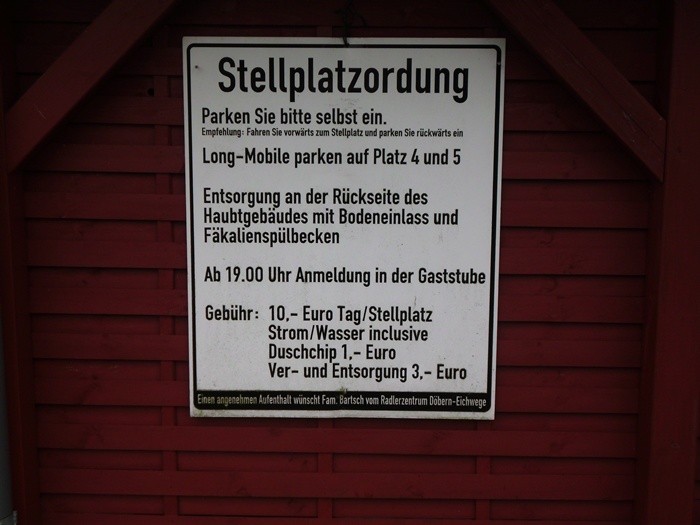 Stellplatzordung
Parken Sie bitte selbst ein.
Empfehlung: Fahren Sie vorwärts zum Stellplatz und parken Sie rückwärts ein
Long-Mobile parken auf Platz 4 und 5
Entsorgung an der Rückseite des
Haubtgebäudes mit Bodeneinlass und
Fäkalienspülbecken
Ab 19.00 Uhr Anmeldung in der Gaststube
Gebühr: 10,- Euro Tag/Stellplatz
Strom/Wasser inclusive
Duschchip 1,- Euro
Ver- und Entsorgung 3,- Euro
Einen angenehmen Aufenthalt wünscht Fam. Bartsch vom Radlerzentrum Döbern-Eichwege